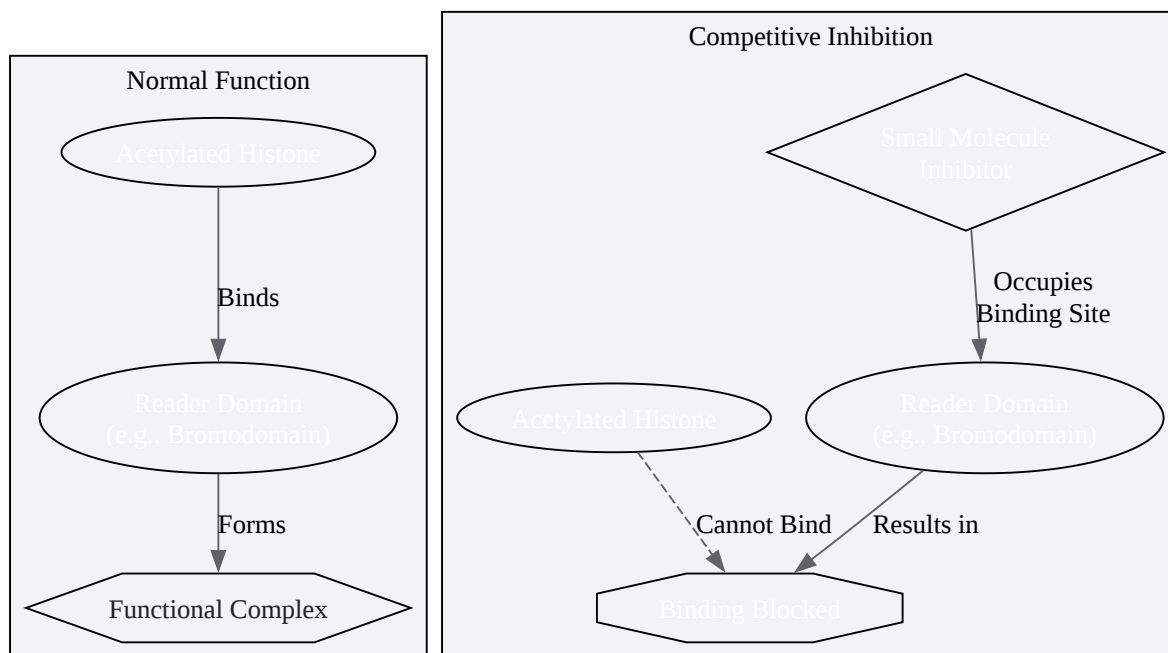 Normal Function
Acetylated Histone
Binds
Reader Domain
(e.g., Bromodomain)
Forms
Functional Complex
Competitive Inhibition
Small Molecule
Inhibitor
Occupies
Binding Site
Acetylated Histone
Reader Domain
(e.g., Bromodomain)
Cannot Bind
Results in
Binding Blocked